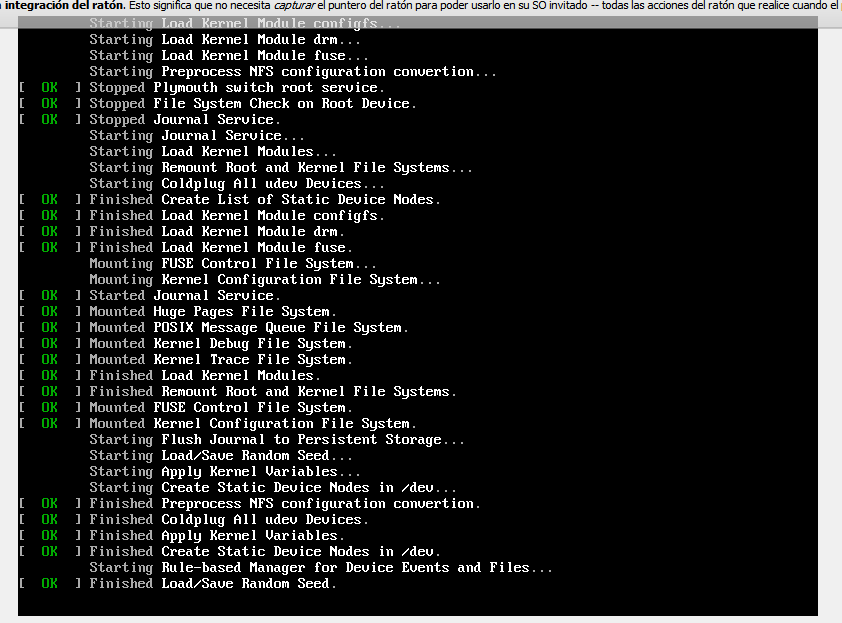 integración del ratón. Esto significa que no necesita capturar el puntero del ratón para poder usarlo en su SO invitado -- todas las acciones del ratón que realice cuando el
Starting Load Kernel Module configfs...
Starting Load Kernel Module drm...
Starting Load Kernel Module fuse...
Starting Preprocess NFS configuration convertion...
[ OK ] Stopped Plymouth switch root service.
[ OK ] Stopped File System Check on Root Device.
[ OK ] Stopped Journal Service.
Starting Journal Service...
Starting Load Kernel Modules...
Starting Remount Root and Kernel File Systems...
Starting Coldplug All udev Devices...
[ OK ] Finished Create List of Static Device Nodes.
[ OK ] Finished Load Kernel Module configfs.
[ OK ] Finished Load Kernel Module drm.
[ OK ] Finished Load Kernel Module fuse.
Mounting FUSE Control File System...
Mounting Kernel Configuration File System...
[ OK ] Started Journal Service.
[ OK ] Mounted Huge Pages File System.
[ OK ] Mounted POSIX Message Queue File System.
[ OK ] Mounted Kernel Debug File System.
[ OK ] Mounted Kernel Trace File System.
[ OK ] Finished Load Kernel Modules.
[ OK ] Finished Remount Root and Kernel File Systems.
[ OK ] Mounted FUSE Control File System.
[ OK ] Mounted Kernel Configuration File System.
Starting Flush Journal to Persistent Storage...
Starting Load/Save Random Seed...
Starting Apply Kernel Variables...
Starting Create Static Device Nodes in /dev...
[ OK ] Finished Preprocess NFS configuration convertion.
[ OK ] Finished Coldplug All udev Devices.
[ OK ] Finished Apply Kernel Variables.
[ OK ] Finished Create Static Device Nodes in /dev.
Starting Rule-based Manager for Device Events and Files...
[ OK ] Finished Load/Save Random Seed.